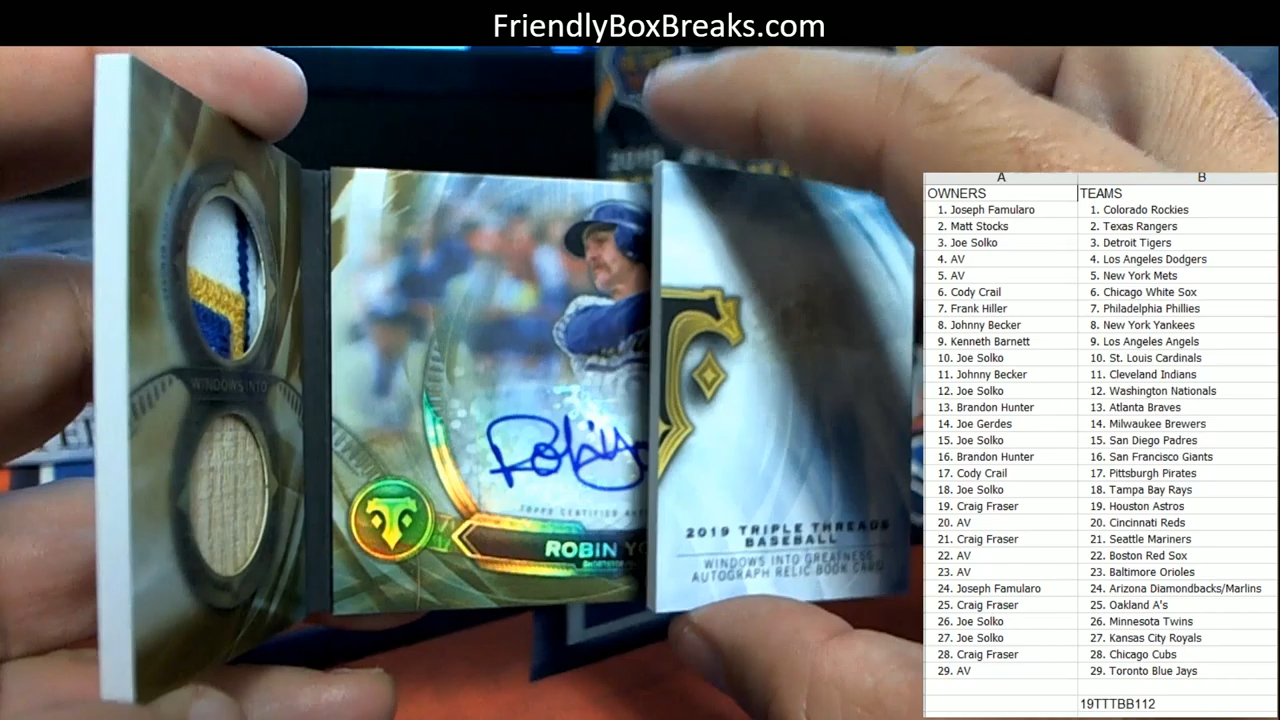 FriendlyBoxBreaks.com
2019
WINDOWS INTO
TOPPS CERTIFIED
ROBIN
2019 TRIPLE THREADS
BASEBALL
WINDOWS INTO GREATNESS
AUTOGRAPH RELIC BOOK CARD
A B
OWNERS TEAMS
1. Joseph Famularo 1. Colorado Rockies
2. Matt Stocks 2. Texas Rangers
3. Joe Solko 3. Detroit Tigers
4. AV 4. Los Angeles Dodgers
5. AV 5. New York Mets
6. Cody Crail 6. Chicago White Sox
7. Frank Hiller 7. Philadelphia Phillies
8. Johnny Becker 8. New York Yankees
9. Kenneth Barnett 9. Los Angeles Angels
10. Joe Solko 10. St. Louis Cardinals
11. Johnny Becker 11. Cleveland Indians
12. Joe Solko 12. Washington Nationals
13. Brandon Hunter 13. Atlanta Braves
14. Joe Gerdes 14. Milwaukee Brewers
15. Joe Solko 15. San Diego Padres
16. Brandon Hunter 16. San Francisco Giants
17. Cody Crail 17. Pittsburgh Pirates
18. Joe Solko 18. Tampa Bay Rays
19. Craig Fraser 19. Houston Astros
20. AV 20. Cincinnati Reds
21. Craig Fraser 21. Seattle Mariners
22. AV 22. Boston Red Sox
23. AV 23. Baltimore Orioles
24. Joseph Famularo 24. Arizona Diamondbacks/Marlins
25. Craig Fraser 25. Oakland A's
26. Joe Solko 26. Minnesota Twins
27. Joe Solko 27. Kansas City Royals
28. Craig Fraser 28. Chicago Cubs
29. AV 29. Toronto Blue Jays
19TTTBB112